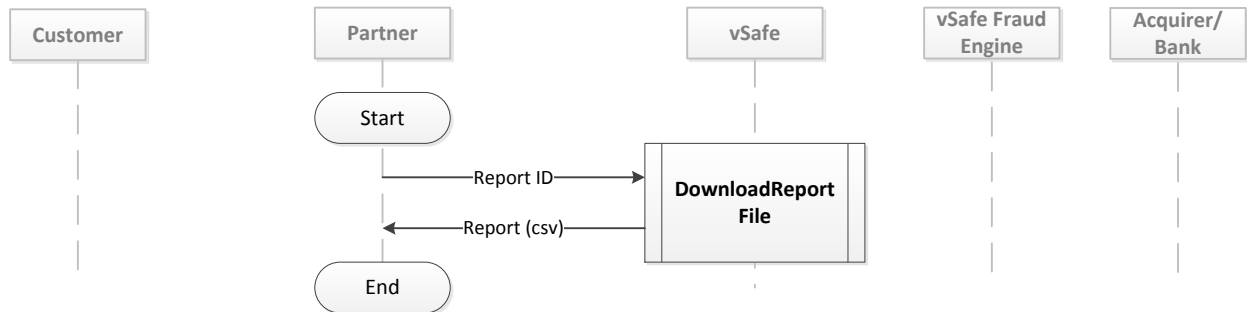 Customer
Partner
vSafe
vSafe Fraud
Engine
Acquirer/
Bank
Start
Report ID
DownloadReport
File
Report (csv)
End